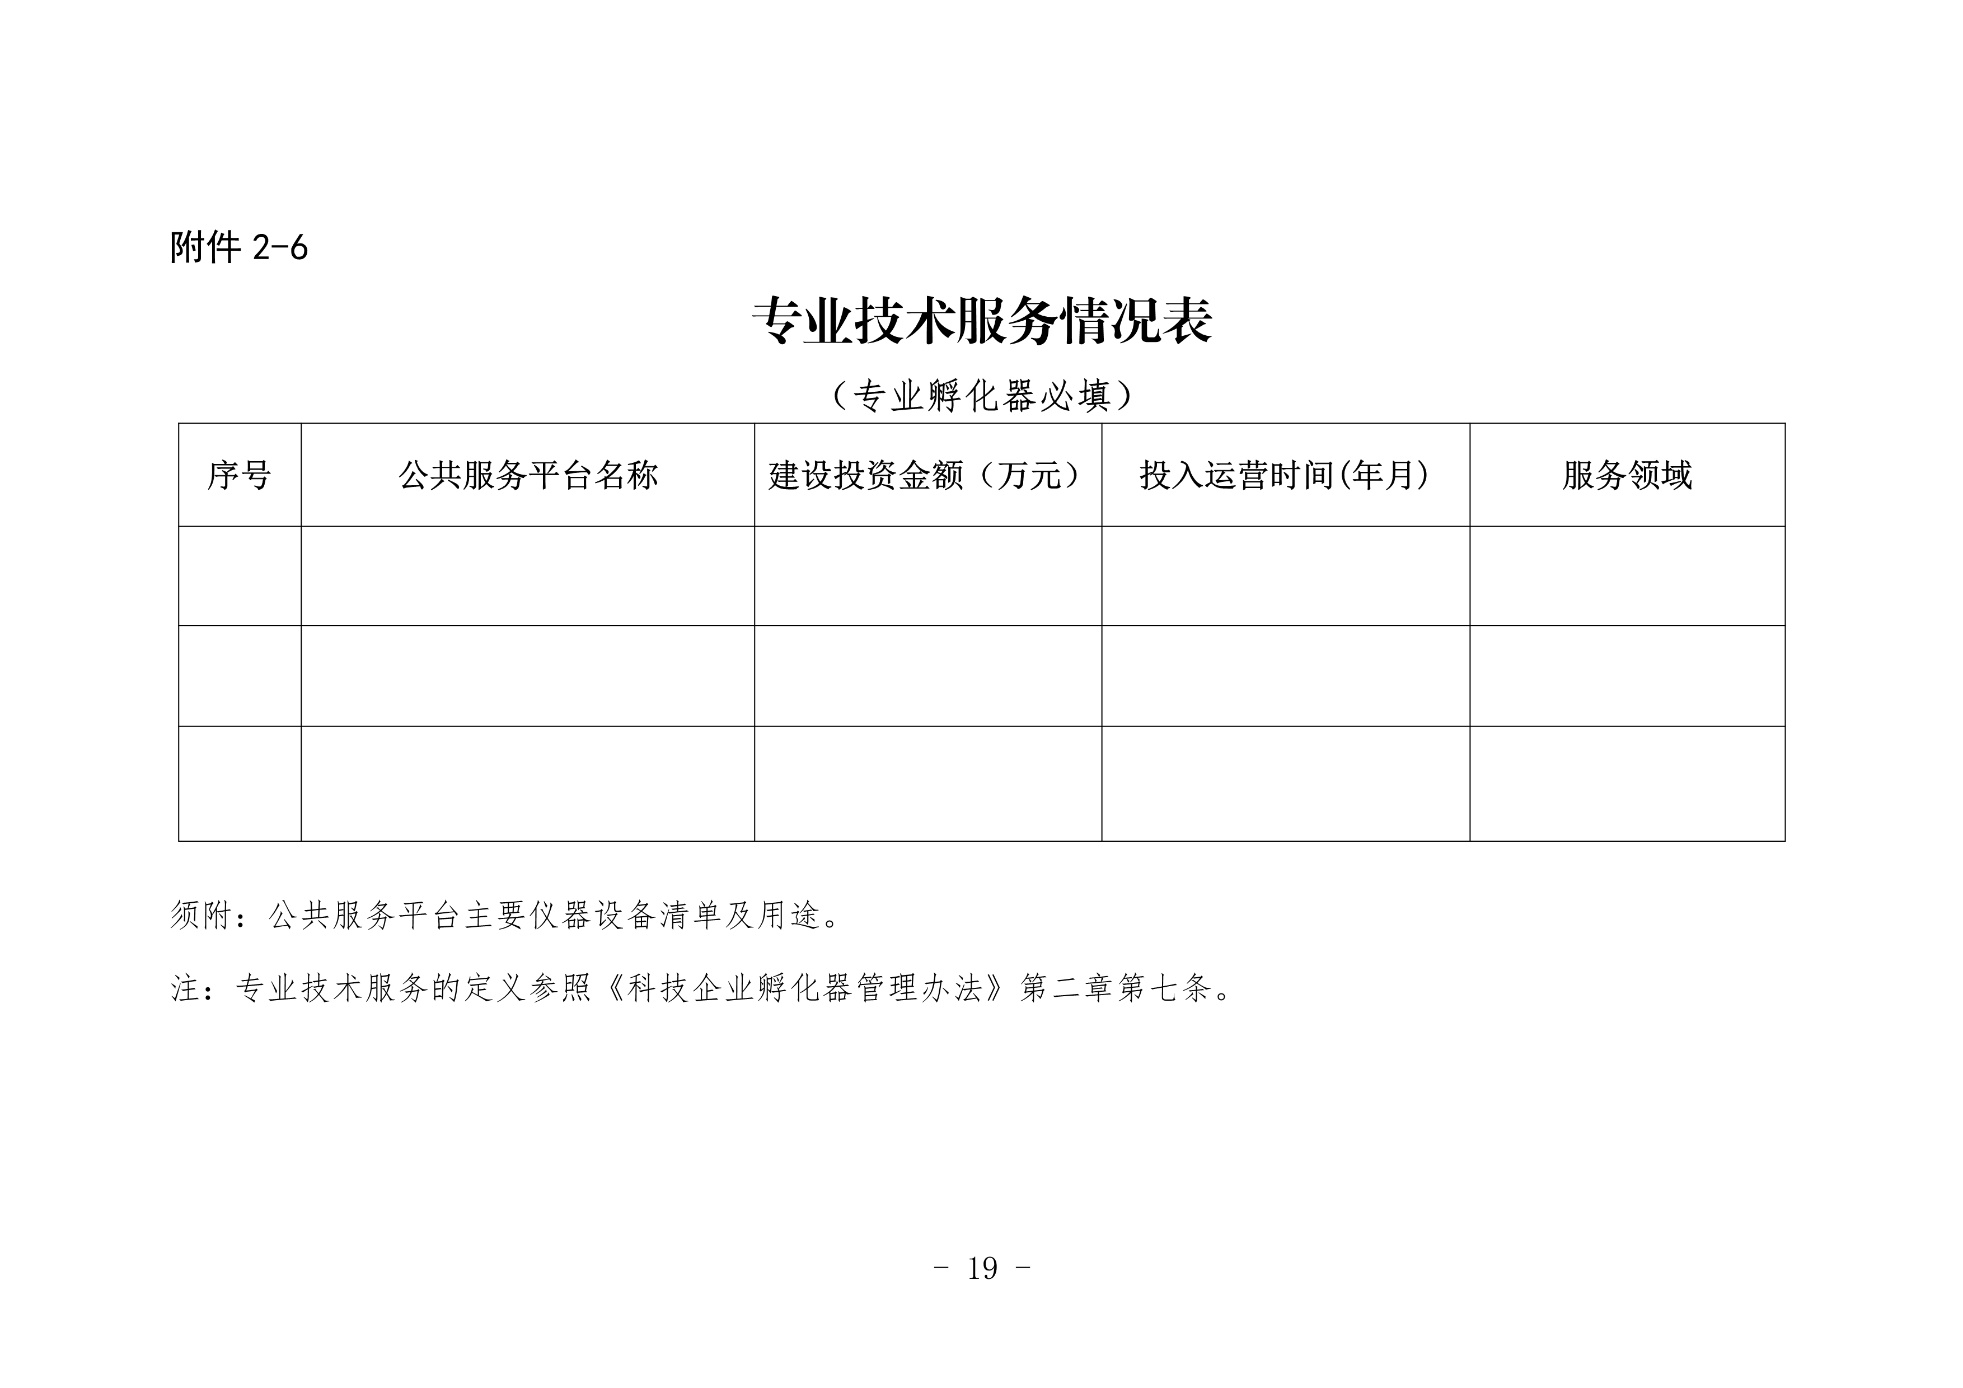 附件 2-6
专业技术服务情况表
（专业孵化器必填）
序号 公共服务平台名称 建设投资金额（万元） 投入运营时间(年月) 服务领域
须附：公共服务平台主要仪器设备清单及用途。
注：专业技术服务的定义参照《科技企业孵化器管理办法》第二章第七条。
- 19 -